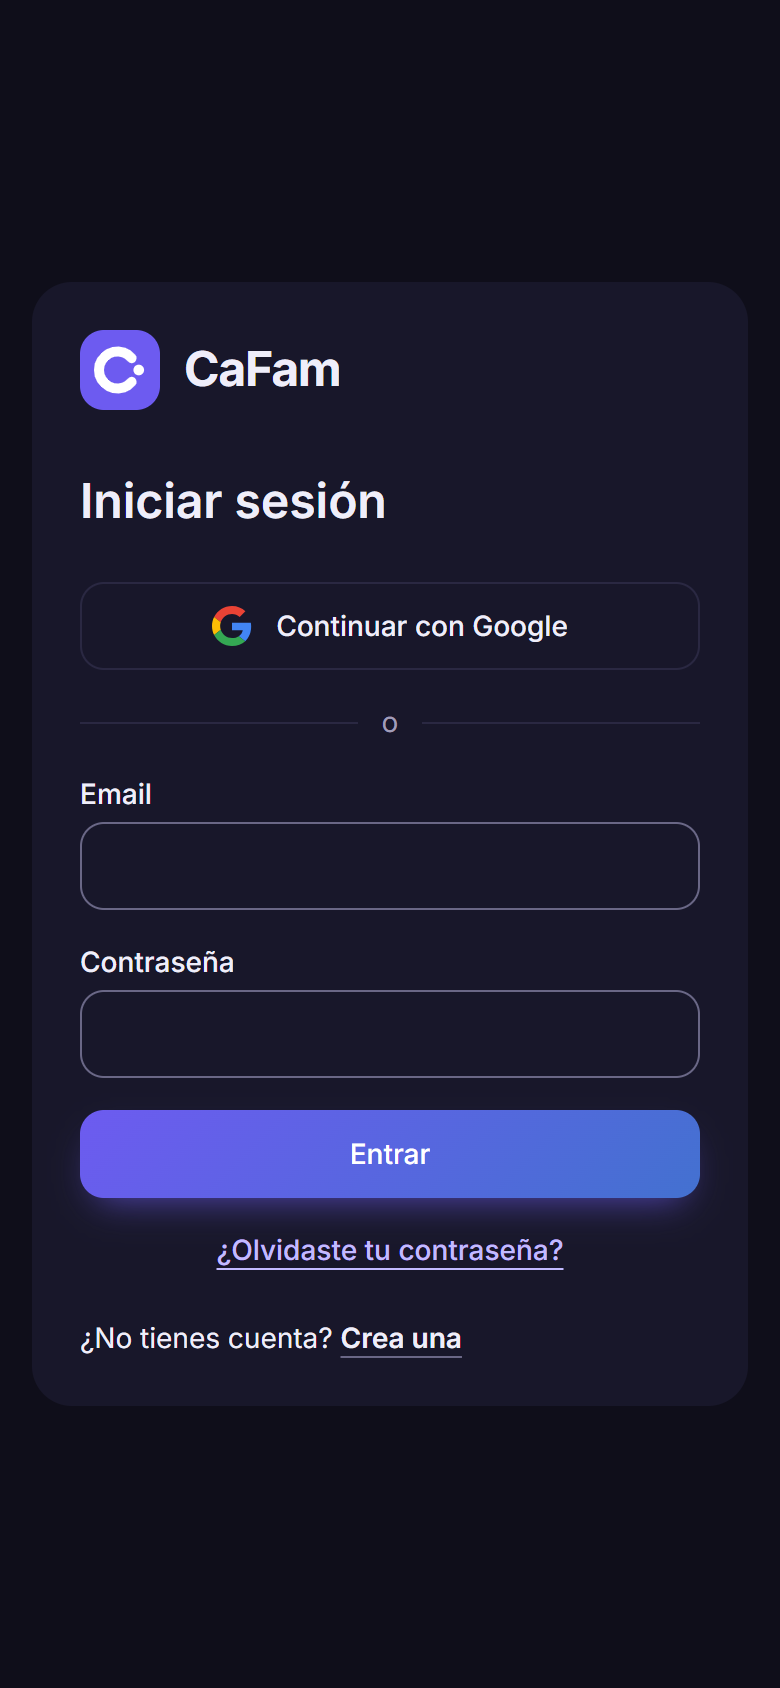 CaFam
Iniciar sesión
Continuar con Google
o
Email
Contraseña
Entrar
¿Olvidaste tu contraseña?
¿No tienes cuenta? Crea una